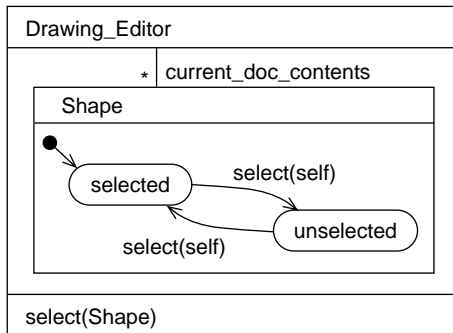 Drawing_Editor
* current_doc_contents
Shape
selected
select(self)
unselected
select(self)
select(Shape)